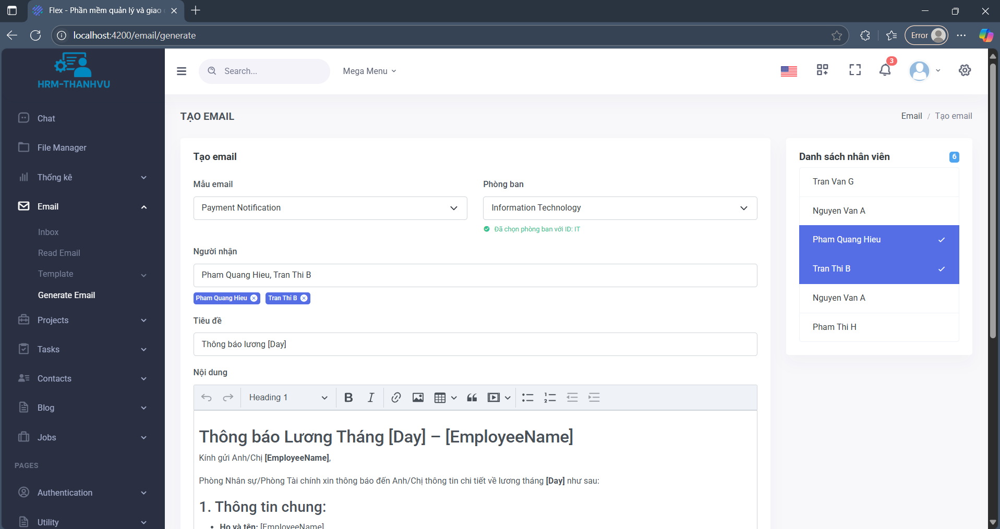 Flex - Phần mềm quản lý và giao
localhost:4200/email/generate
Error
HRM-THANHVU
Chat
File Manager
Thống kê
Email
Inbox
Read Email
Template
Generate Email
Projects
Tasks
Contacts
Blog
Jobs
PAGES
Authentication
Utility
Search...
Mega Menu
3
TẠO EMAIL
Email / Tạo email
Tạo email
Mẫu email
Phòng ban
Payment Notification
Information Technology
Đã chọn phòng ban với ID: IT
Người nhận
Pham Quang Hieu, Tran Thi B
Pham Quang Hieu
Tran Thi B
Tiêu đề
Thông báo lương [Day]
Nội dung
Heading 1
Thông báo Lương Tháng [Day] – [EmployeeName]
Kính gửi Anh/Chị [EmployeeName],
Phòng Nhân sự/Phòng Tài chính xin thông báo đến Anh/Chị thông tin chi tiết về lương tháng [Day] như sau:
1. Thông tin chung:
• Họ và tên: [EmployeeName]
Danh sách nhân viên
6
Tran Van G
Nguyen Van A
Pham Quang Hieu
Tran Thi B
Nguyen Van A
Pham Thi H